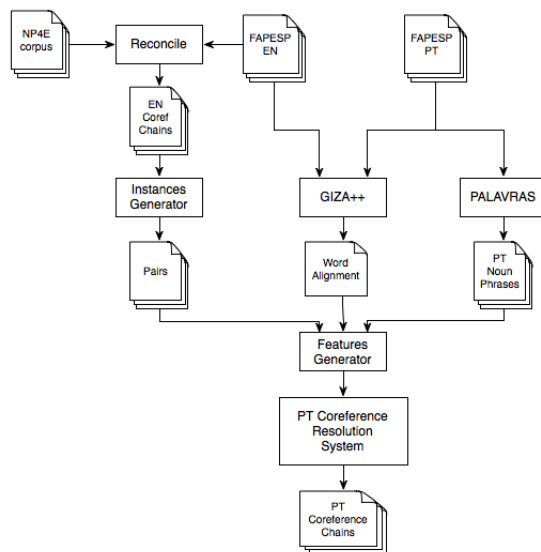 NP4E
corpus
Reconcile
FAPESP
EN
FAPESP
PT
EN
Coref
Chains
Instances
Generator
GIZA++
PALAVRAS
Pairs
Word
Alignment
PT
Noun
Phrases
Features
Generator
PT Coreference
Resolution
System
PT
Coreference
Chains